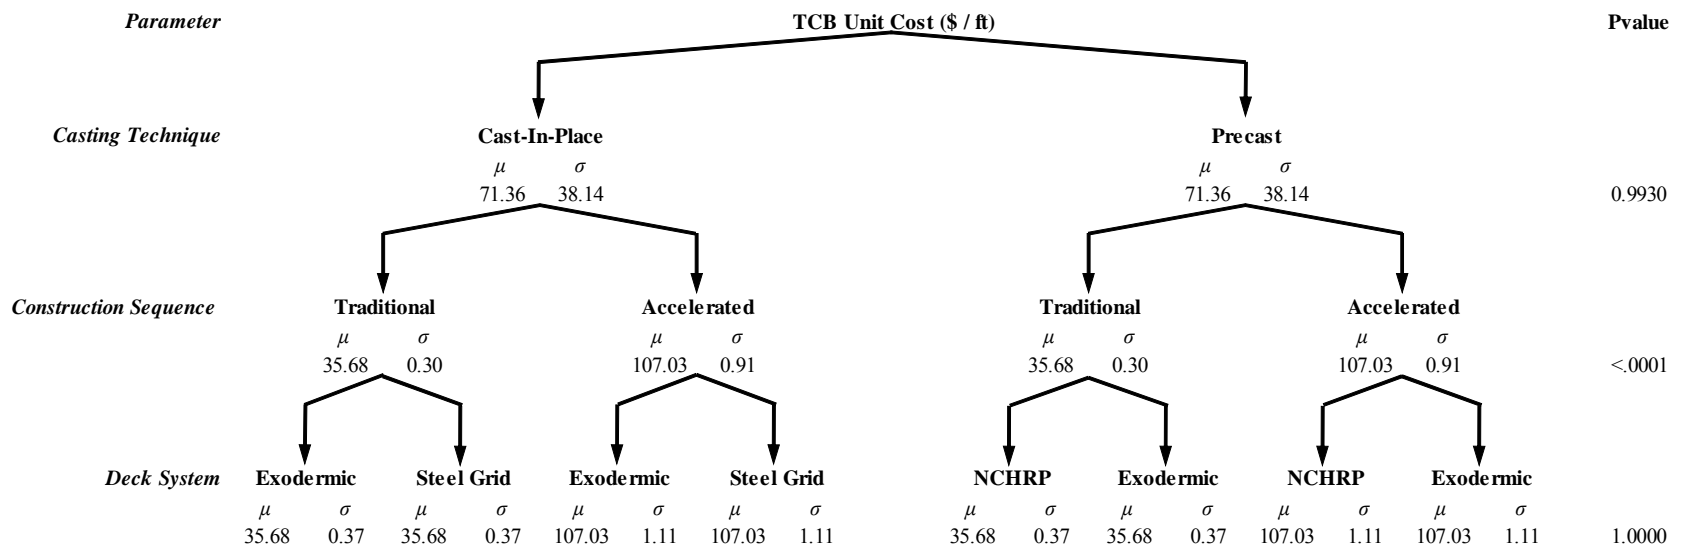 Parameter TCB Unit Cost ($ / ft) Pvalue
Casting Technique Cast-In-Place Precast
μ σ μ σ
71.36 38.14 71.36 38.14 0.9930
Construction Sequence Traditional Accelerated Traditional Accelerated
μ σ μ σ μ σ μ σ
35.68 0.30 107.03 0.91 35.68 0.30 107.03 0.91 <.0001
Deck System Exodermic Steel Grid Exodermic Steel Grid NCHRP Exodermic NCHRP Exodermic
μ σ μ σ μ σ μ σ μ σ μ σ μ σ μ σ
35.68 0.37 35.68 0.37 107.03 1.11 107.03 1.11 35.68 0.37 35.68 0.37 107.03 1.11 107.03 1.11 1.0000